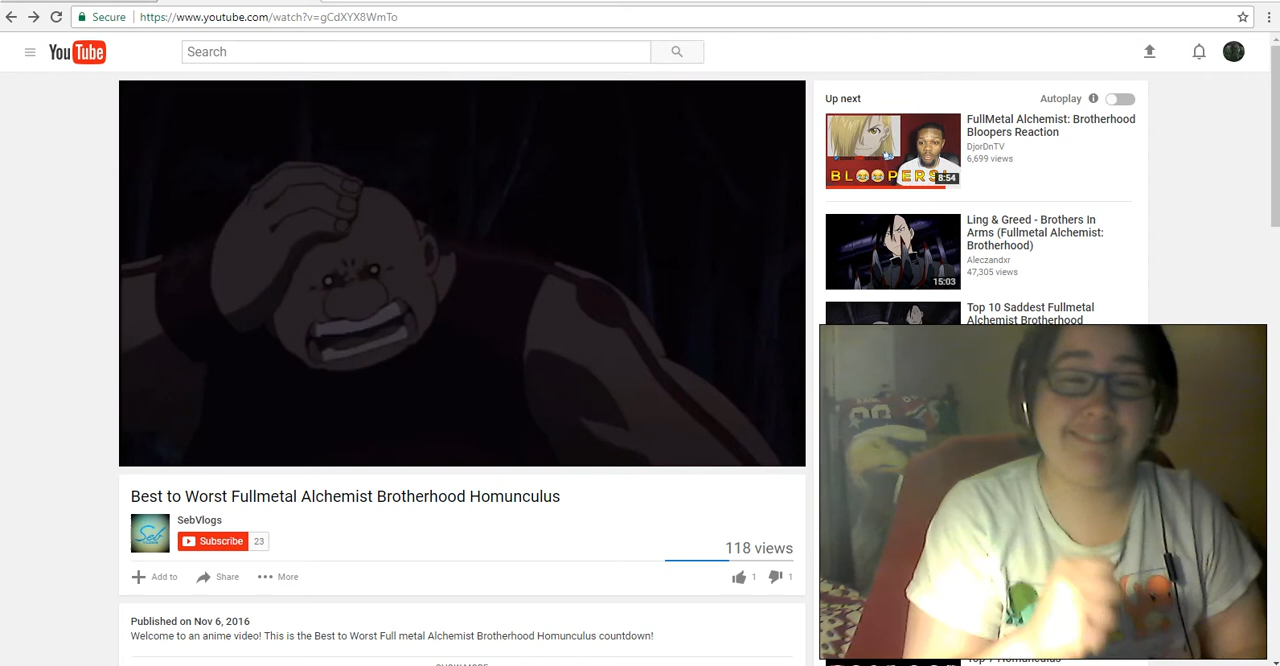 Secure https://www.youtube.com/watch?v=gCdXYX8WmTo
YouTube
Search
Up next
Autoplay
FullMetal Alchemist: Brotherhood
Bloopers Reaction
DjorDnTV
6,699 views
BLOOPERS!
8:54
Ling & Greed - Brothers In
Arms (Fullmetal Alchemist:
Brotherhood)
Aleczandxr
47,305 views
15:03
Top 10 Saddest Fullmetal
Alchemist Brotherhood
Best to Worst Fullmetal Alchemist Brotherhood Homunculus
Seb
SebVlogs
Subscribe 23
118 views
Add to Share More
1 1
Published on Nov 6, 2016
Welcome to an anime video! This is the Best to Worst Full metal Alchemist Brotherhood Homunculus countdown!
SHOW MORE